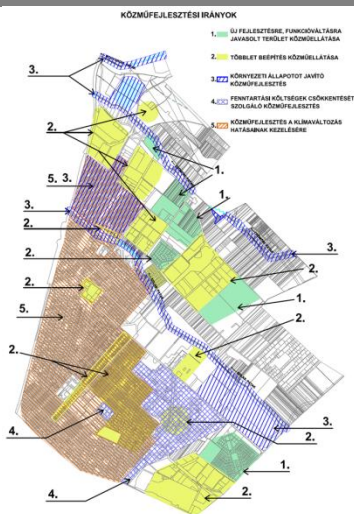 KÖZMŰFEJLESZTÉSI IRÁNYOK
1. ÚJ FEJLESZTÉSRE, FUNKCIÓVÁLTÁSRA
JAVASOLT TERÜLET KÖZMŰELLÁTÁSA
2. TÖBBLET BEÉPÍTÉS KÖZMŰELLÁTÁSA
3. KÖRNYEZETI ÁLLAPOTOT JAVÍTÓ
KÖZMŰFEJLESZTÉS
4. FENNTARTÁSI KÖLTSÉGEK CSÖKKENTÉSÉT
SZOLGÁLÓ KÖZMŰFEJLESZTÉS
5. KÖZMŰFEJLESZTÉS A KLÍMAVÁLTOZÁS
HATÁSAINAK KEZELÉSÉRE
3.
2.
1.
1.
5. 3.
3.
2.
3.
2.
2.
1.
2.
2.
5.
2.
4.
3.
2.
4.
1.
4.
2.